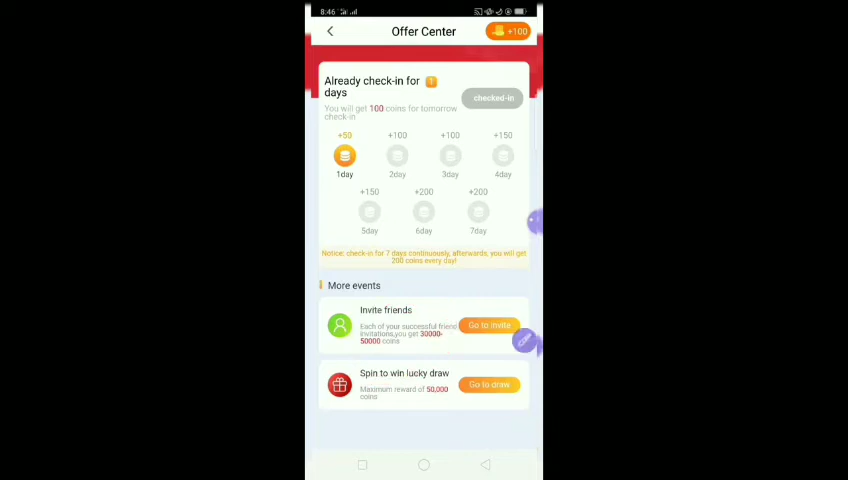 8:46
Offer Center
+100
Already check-in for 1
days
checked-in
You will get 100 coins for tomorrow
check-in
+50 +100 +100 +150
1day 2day 3day 4day
+150 +200 +200
5day 6day 7day
Notice: check-in for 7 days continuously, afterwards, you will get
200 coins every day!
More events
Invite friends
Each of your successful friend
invitations,you get 30000-
50000 coins
Go to invite
Spin to win lucky draw
Maximum reward of 50,000
coins
Go to draw